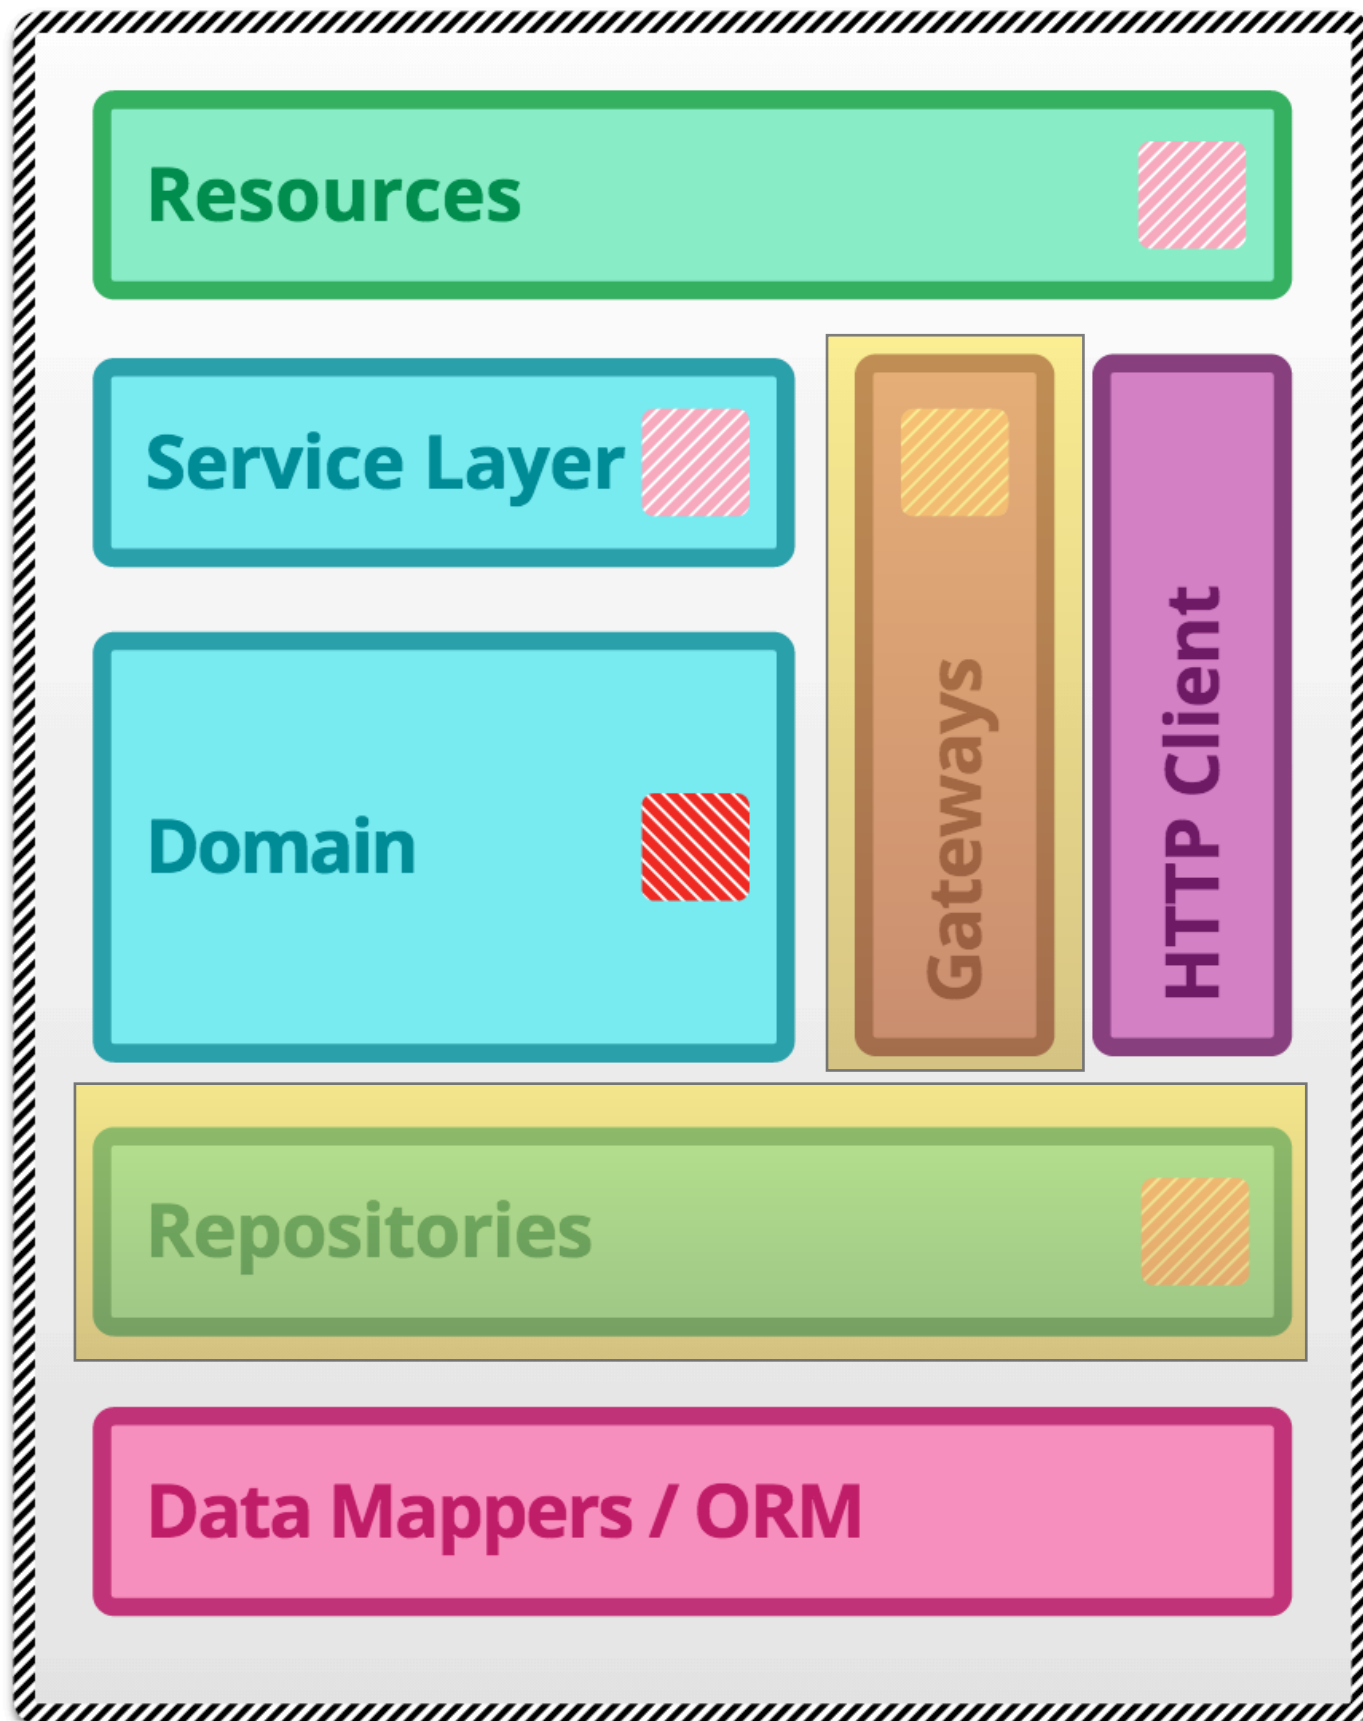 Resources
Service Layer
Gateways
HTTP Client
Domain
Repositories
Data Mappers / ORM